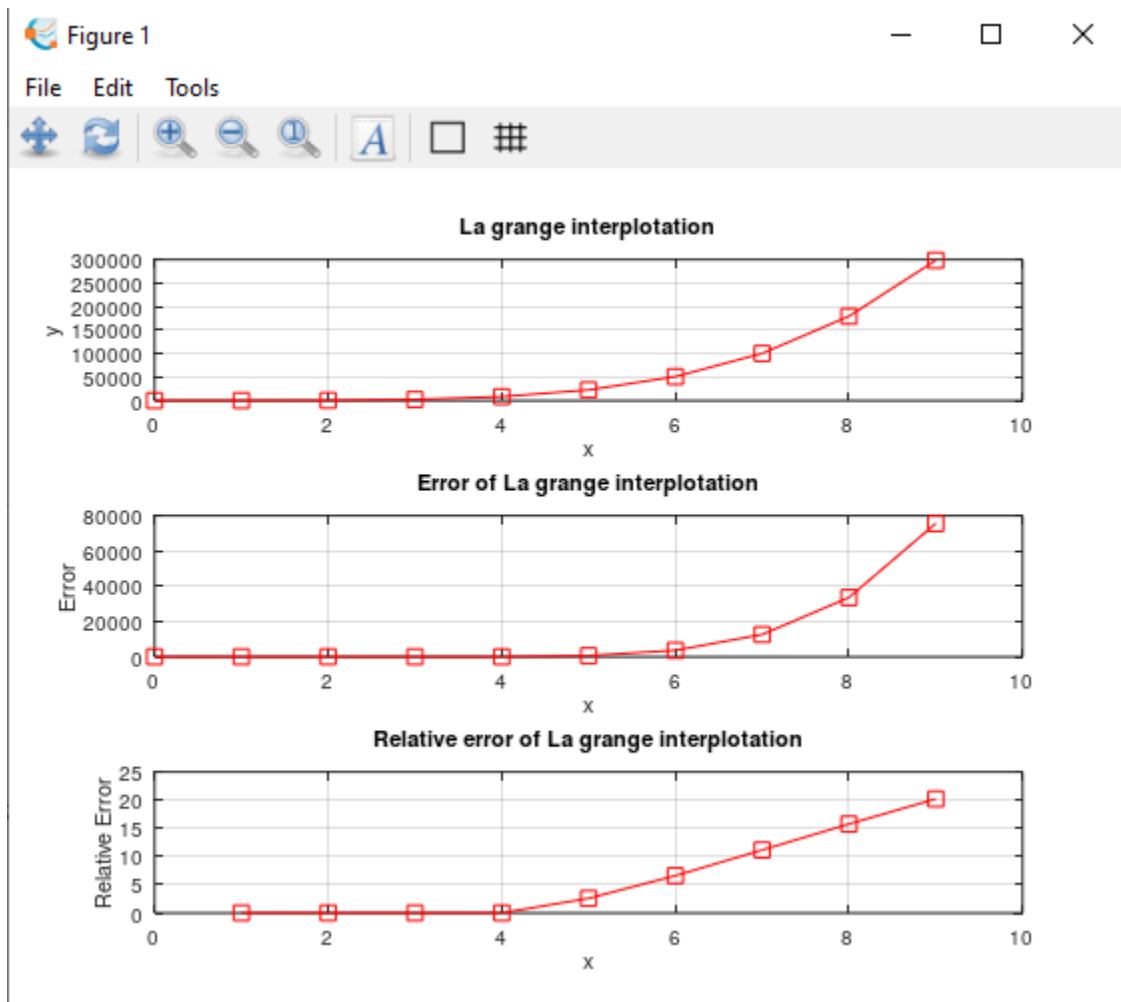 Figure 1
File Edit Tools
A
La grange interplotation
300000
250000
200000
150000
100000
50000
0
y
0 2 4 6 8 10
x
Error of La grange interplotation
80000
60000
40000
20000
0
Error
0 2 4 6 8 10
x
Relative error of La grange interplotation
25
20
15
10
5
0
Relative Error
0 2 4 6 8 10
x